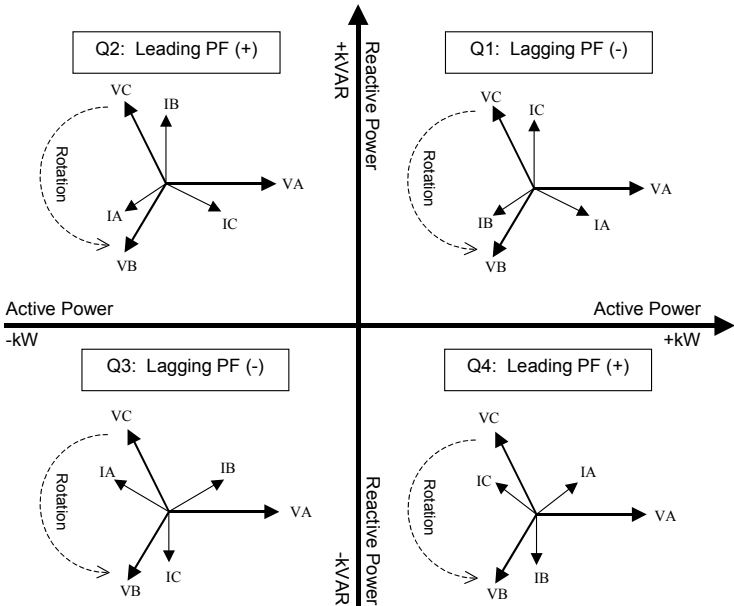 Q2: Leading PF (+)
VC
IB
Rotation
VA
IA
IC
VB
+kVAR
Reactive Power
Q1: Lagging PF (-)
VC
IC
Rotation
VA
IB
IA
VB
Active Power
-kW
Active Power
+kW
Q3: Lagging PF (-)
VC
IA
IB
Rotation
VA
IC
VB
-kVAR
Reactive Power
Q4: Leading PF (+)
VC
IC
IA
Rotation
VA
IB
VB